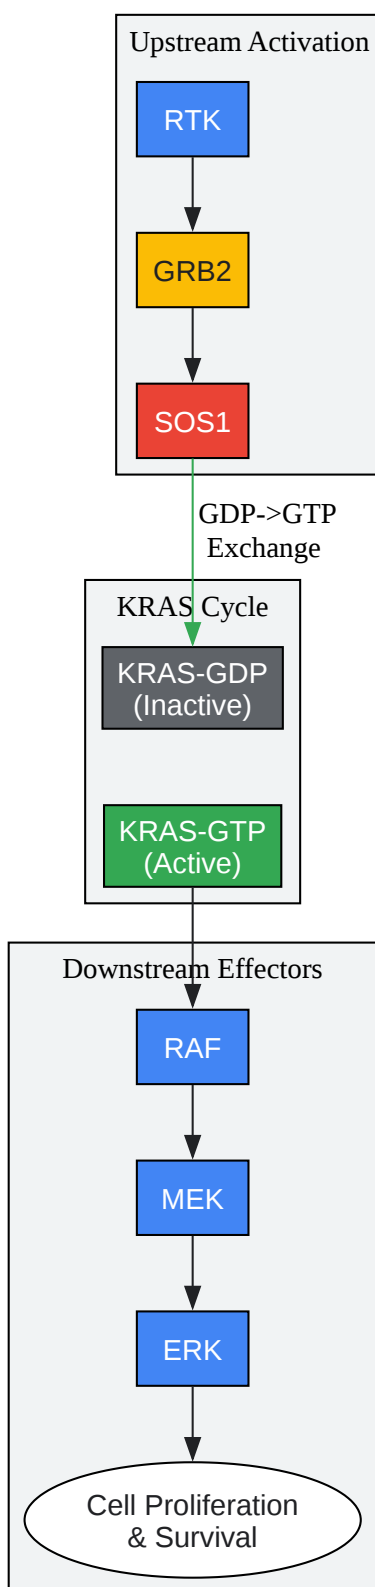 Upstream Activation
RTK
GRB2
SOS1
GDP->GTP
Exchange
KRAS Cycle
KRAS-GDP
(Inactive)
KRAS-GTP
(Active)
Downstream Effectors
RAF
MEK
ERK
Cell Proliferation
& Survival